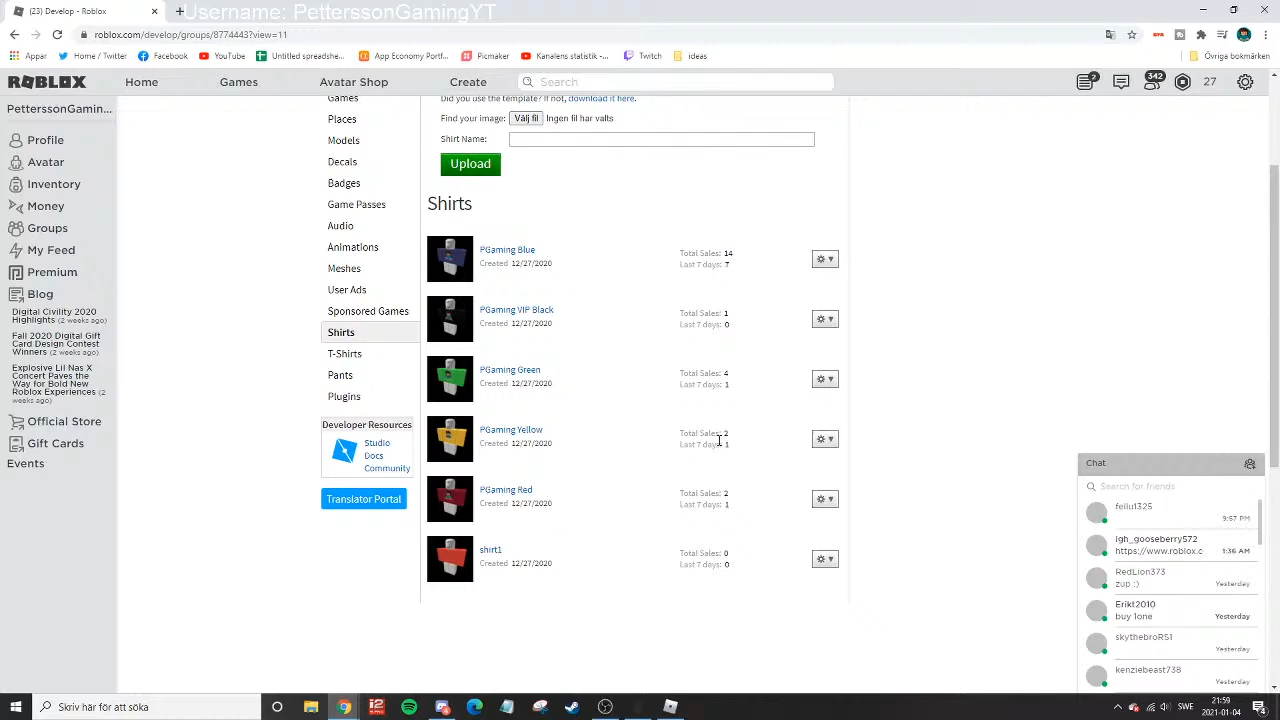 (23) Develop - Roblox
Username: PetterssonGamingYT
roblox.com/develop/groups/8774443?view=11
Appar
Home / Twitter
Facebook
YouTube
Untitled spreadshe...
App Economy Portf...
Picmaker
Kanalens statistik -...
Twitch
ideas
Övriga bokmärken
ROBLOX
Home
Games
Avatar Shop
Create
Search
2
342
27
PetterssonGamin...
Profile
Avatar
Inventory
Money
Groups
My Feed
Premium
Blog
Digital Civility 2020
Highlights (2 weeks ago)
Fall 2020 Digital Gift
Card Design Contest
Winners (2 weeks ago)
Explosive Lil Nas X
Concert Paves the
Way for Bold New
Roblox Experiences (2
weeks ago)
Official Store
Gift Cards
Events
Games
Places
Models
Decals
Badges
Game Passes
Audio
Animations
Meshes
User Ads
Sponsored Games
Shirts
T-Shirts
Pants
Plugins
Developer Resources
Studio
Docs
Community
Translator Portal
Did you use the template? If not, download it here.
Find your image: Välj fil Ingen fil har valts
Shirt Name:
Upload
Shirts
PGaming Blue
Created 12/27/2020
Total Sales: 14
Last 7 days: 7
PGaming VIP Black
Created 12/27/2020
Total Sales: 1
Last 7 days: 0
PGaming Green
Created 12/27/2020
Total Sales: 4
Last 7 days: 1
PGaming Yellow
Created 12/27/2020
Total Sales: 2
Last 7 days: 1
PGaming Red
Created 12/27/2020
Total Sales: 2
Last 7 days: 1
shirt1
Created 12/27/2020
Total Sales: 0
Last 7 days: 0
Chat
Search for friends
9:57 PM
igh_gooseberry572
https://www.roblox.c 1:36 AM
RedLion373
zup :) Yesterday
Erikt2010
buy 1one Yesterday
skythebroRS1
Yesterday
kenziebeast738
Yesterday
Skriv här för att söka
SWE
21:59
2021-01-04